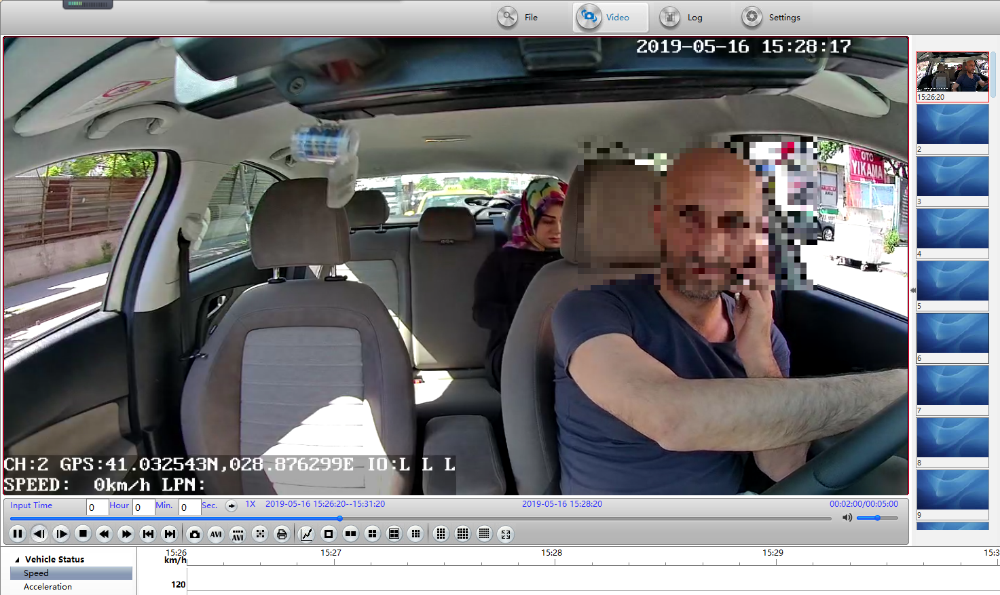 File
Video
Log
Settings
2019-05-16 15:28:17
OTO
YIKAMA
CH:2 GPS:41.032543N,028.876299E IO:L L L
SPEED: 0km/h LPN:
15:26:20
2
3
4
5
6
7
8
9
Input Time 0 Hour 0 Min. 0 Sec. 1X 2019-05-16 15:26:20--15:31:20 2019-05-16 15:28:20 00:02:00/00:05:00
AVI
AVI
Vehicle Status
Speed
Acceleration
15:26 15:27 15:28 15:29 15:3
km/h
120